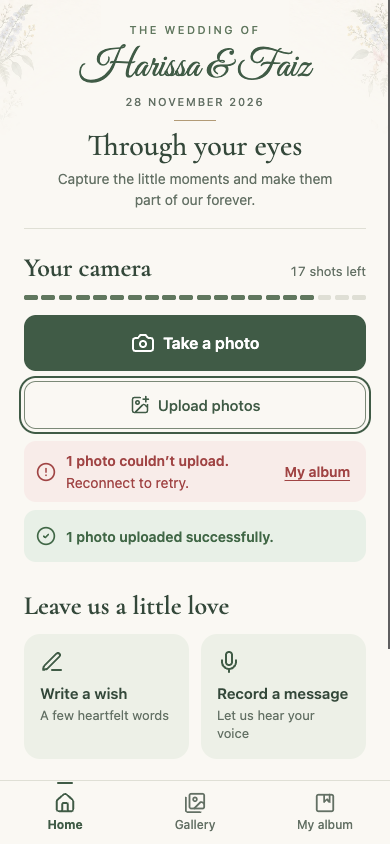 THE WEDDING OF
Harissa & Faiz
28 NOVEMBER 2026
Through your eyes
Capture the little moments and make them
part of our forever.
Your camera
17 shots left
Take a photo
Upload photos
1 photo couldn’t upload.
Reconnect to retry.
My album
1 photo uploaded successfully.
Leave us a little love
Write a wish
A few heartfelt words
Record a message
Let us hear your
voice
Home
Gallery
My album